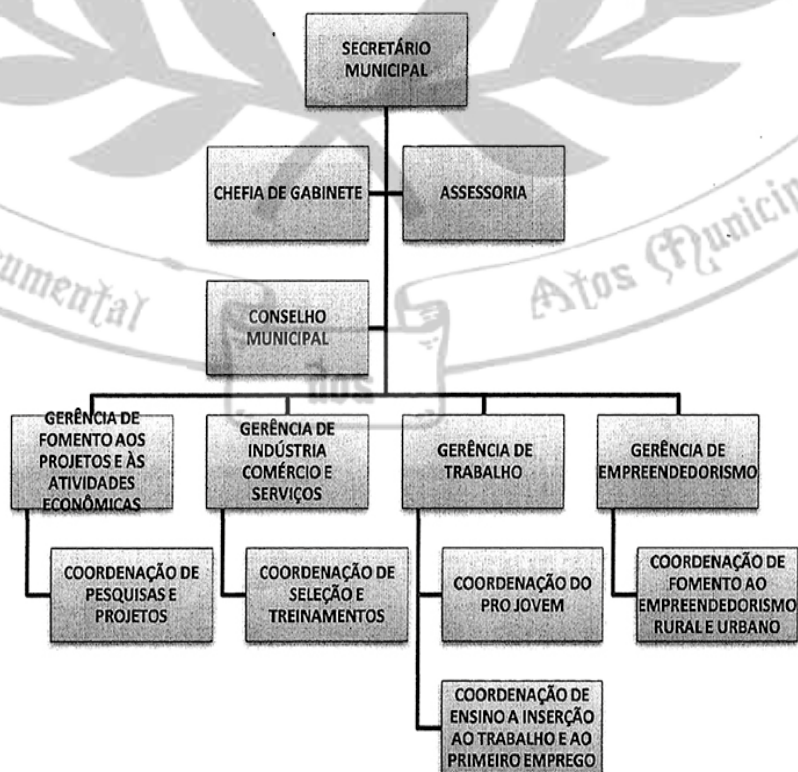 SECRETÁRIO
MUNICIPAL
CHEFIA DE GABINETE
ASSESSORIA
umental
Atos Municip
CONSELHO
MUNICIPAL
dos
GERÊNCIA DE
FOMENTO AOS
PROJETOS E ÀS
ATIVIDADES
ECONÔMICAS
GERÊNCIA DE
INDÚSTRIA
COMÉRCIO E
SERVIÇOS
GERÊNCIA DE
TRABALHO
GERÊNCIA DE
EMPREENDEDORISMO
COORDENAÇÃO DE
PESQUISAS E
PROJETOS
COORDENAÇÃO DE
SELEÇÃO E
TREINAMENTOS
COORDENAÇÃO DO
PRO JOVEM
COORDENAÇÃO DE
FOMENTO AO
EMPREENDEDORISMO
RURAL E URBANO
COORDENAÇÃO DE
ENSINO A INSERÇÃO
AO TRABALHO E AO
PRIMEIRO EMPREGO